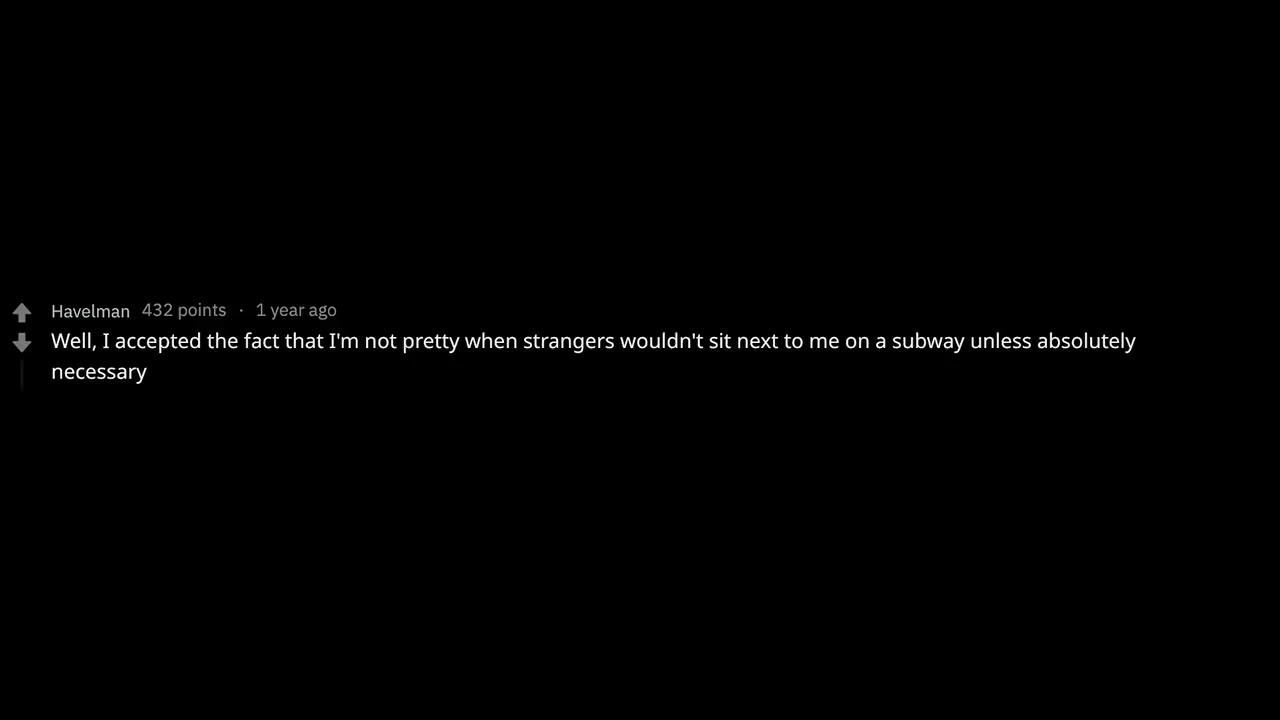 Havelman 432 points · 1 year ago
Well, I accepted the fact that I'm not pretty when strangers wouldn't sit next to me on a subway unless absolutely
necessary